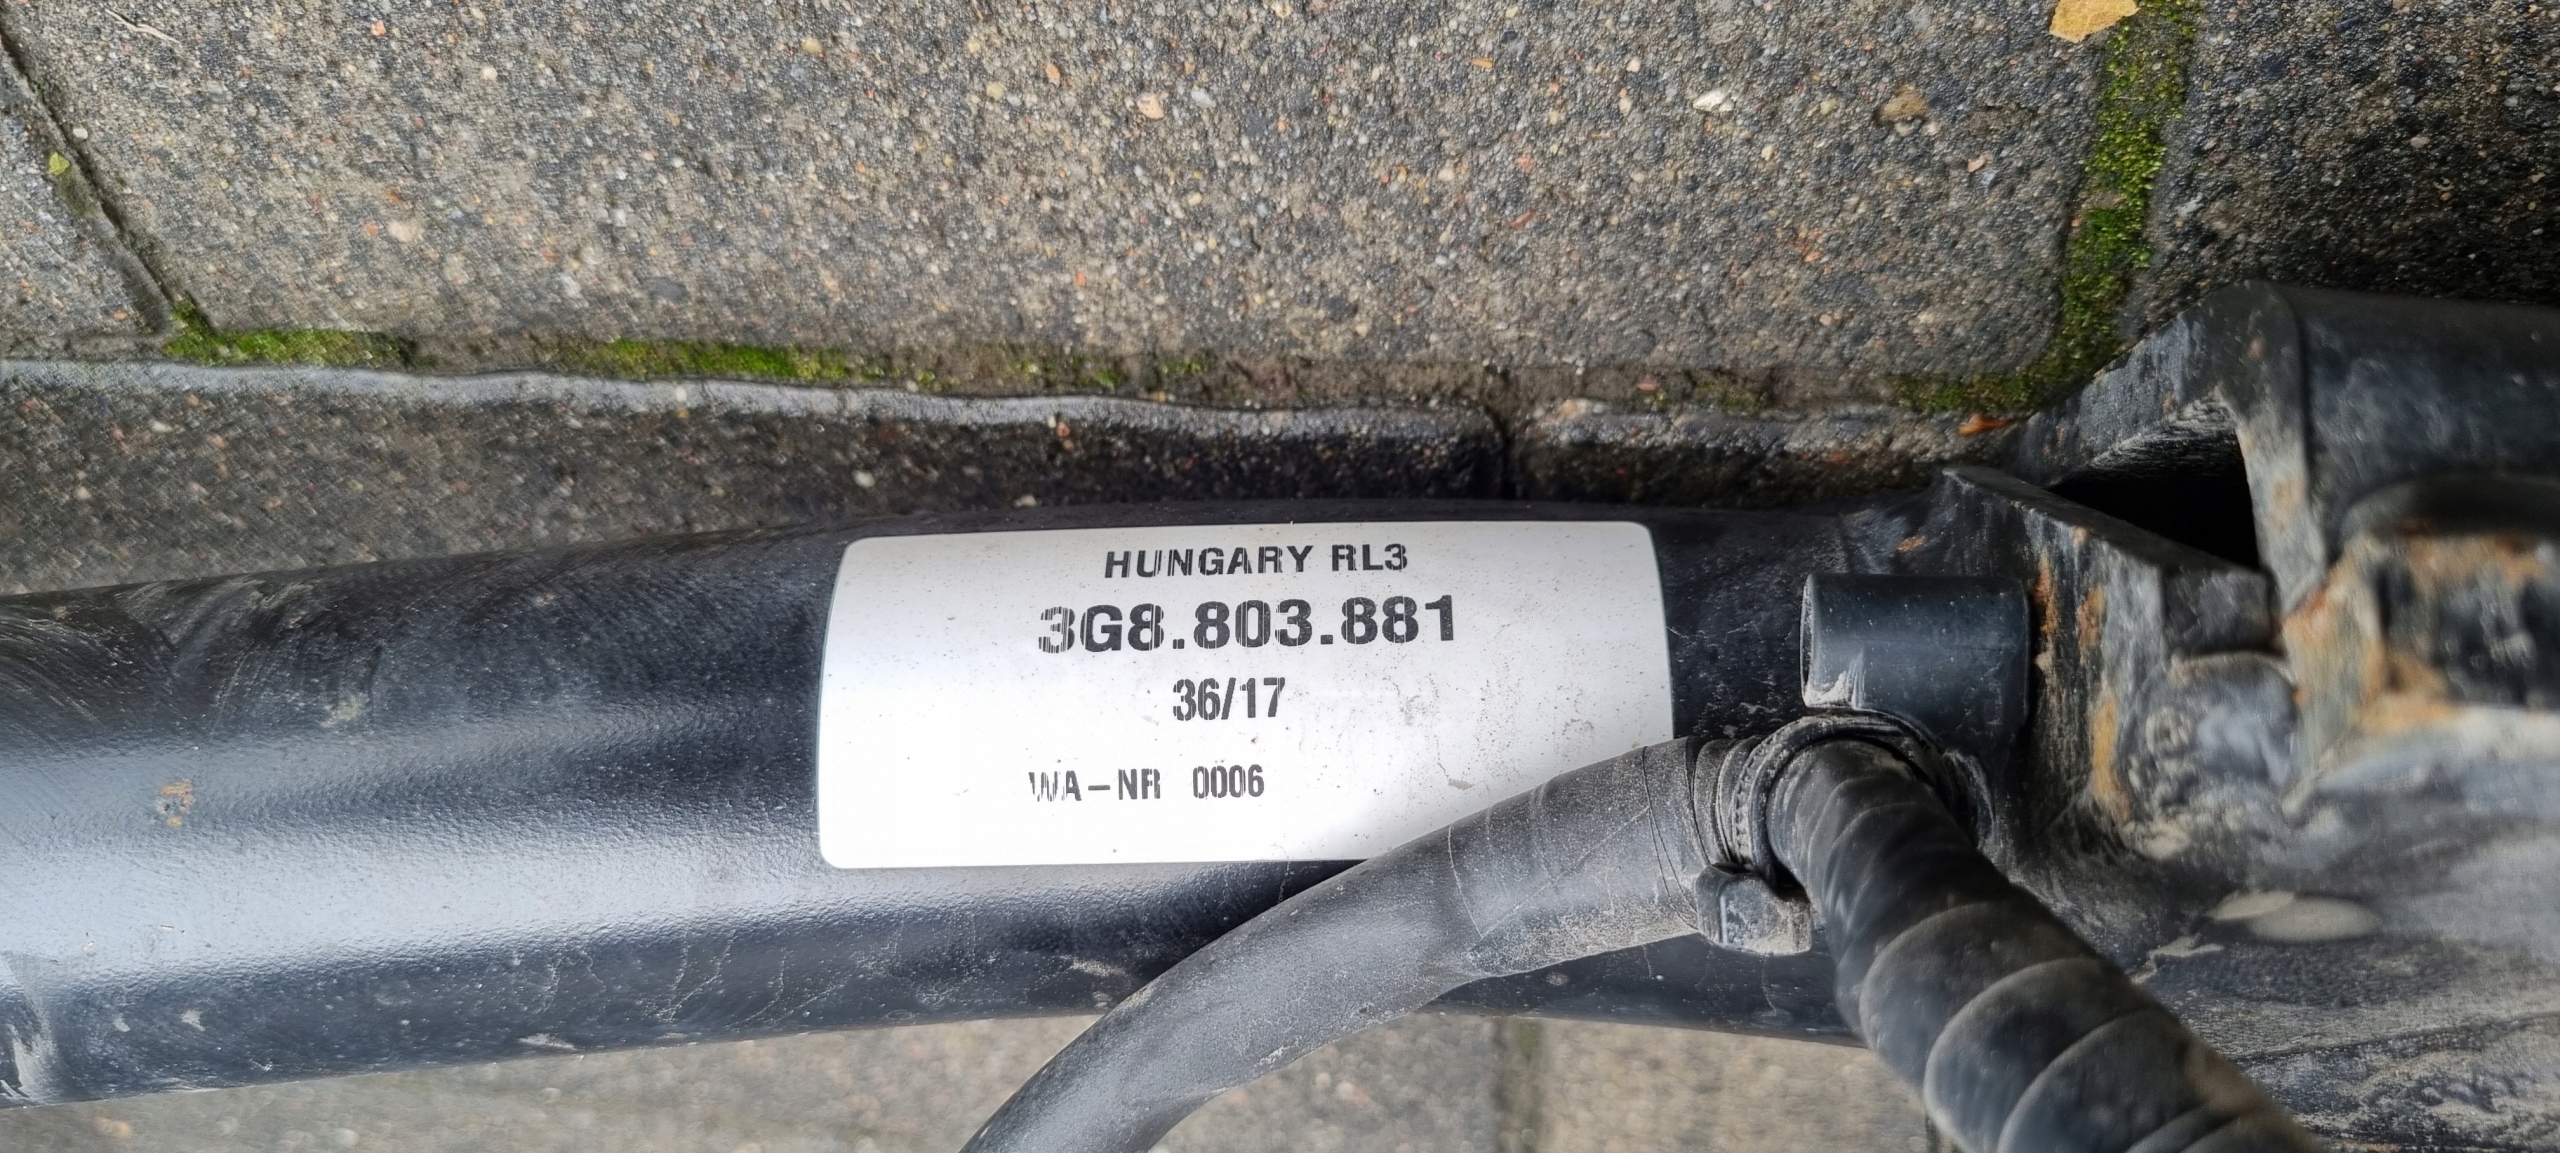 HUNGARY RL3
3G8.803.881
36/17
WA-NR 0006